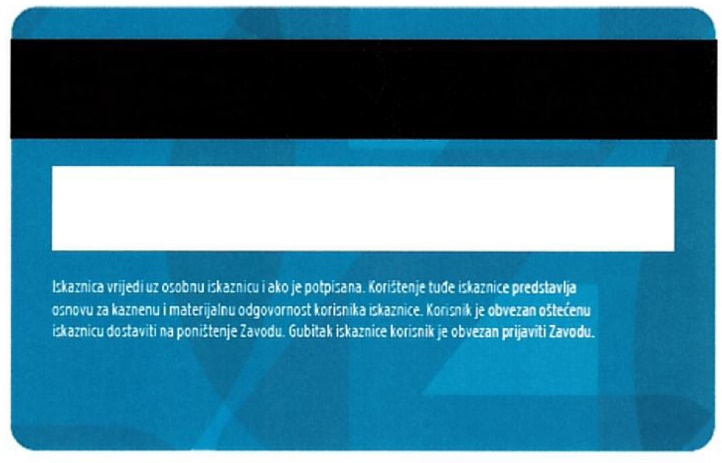 Iskaznica vrijedi uz osobnu iskaznicu i ako je potpisana. Korištenje tuđe iskaznice predstavlja
osnovu za kaznenu i materijalnu odgovornost korisnika iskaznice. Korisnik je obvezan oštećenu
iskaznicu dostaviti na poništenje Zavodu. Gubitak iskaznice korisnik je obvezan prijaviti Zavodu.